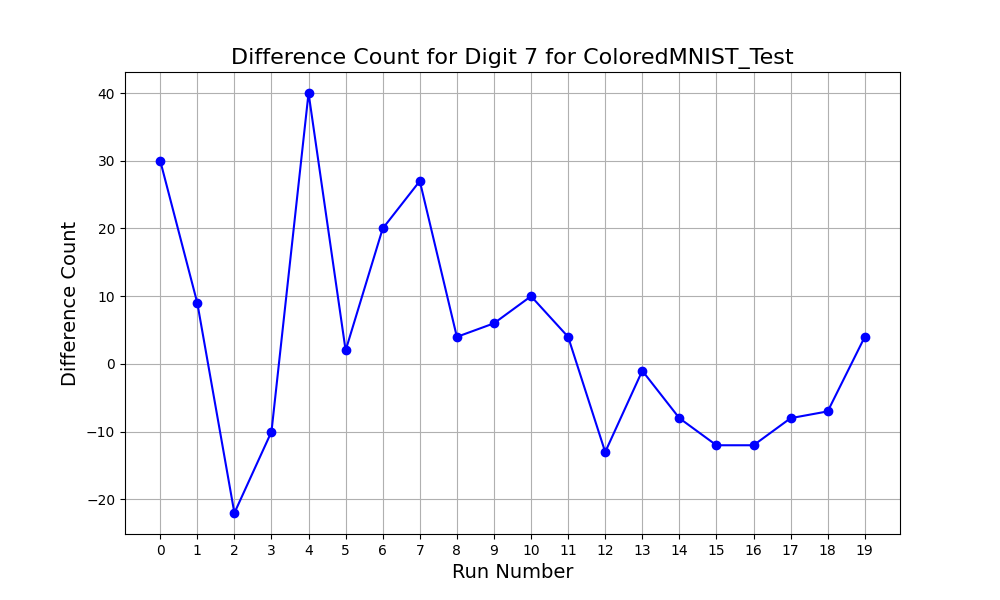 Difference Count for Digit 7 for ColoredMNIST_Test
Difference Count
40
30
20
10
0
−10
−20
0 1 2 3 4 5 6 7 8 9 10 11 12 13 14 15 16 17 18 19
Run Number